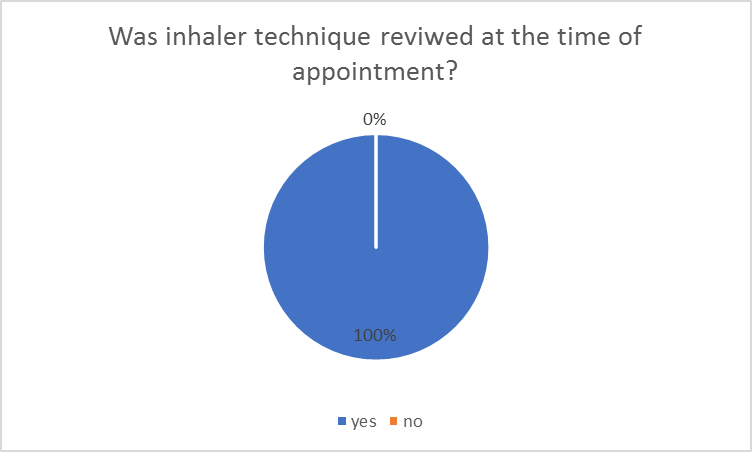 Was inhaler technique reviwed at the time of
appointment?
0%
100%
yes no